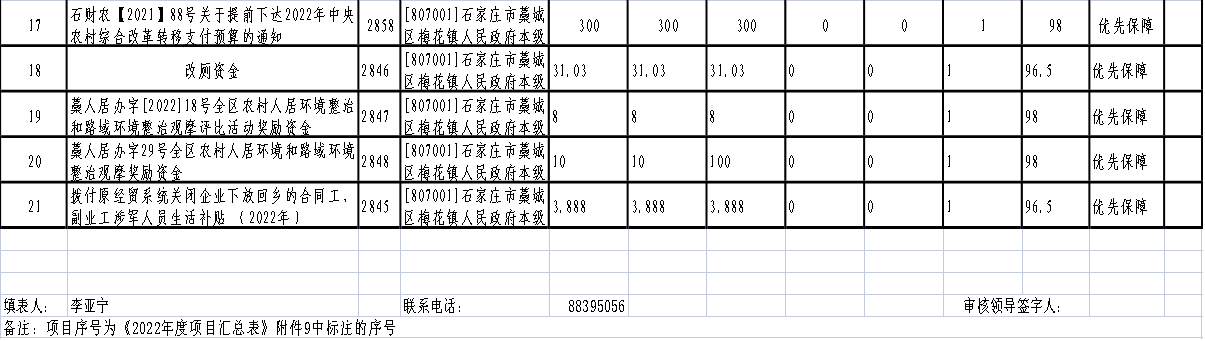 17 石财农【2021】88号关于提前下达2022年中央农村综合改革转移支付预算的通知 2858 [807001]石家庄市藁城区梅花镇人民政府本级 300 300 300 0 0 1 98 优先保障
18 改厕资金 2846 [807001]石家庄市藁城区梅花镇人民政府本级 31.03 31.03 31.03 0 0 1 96.5 优先保障
19 藁人居办字[2022]18号全区农村人居环境整治和路域环境整治观摩评比活动奖励资金 2847 [807001]石家庄市藁城区梅花镇人民政府本级 8 8 8 0 0 1 98 优先保障
20 藁人居办字29号全区农村人居环境和路域环境整治观摩奖励资金 2848 [807001]石家庄市藁城区梅花镇人民政府本级 10 10 100 0 0 1 98 优先保障
21 拨付原经贸系统关闭企业下放回乡的合同工、副业工涉军人员生活补贴 （2022年） 2845 [807001]石家庄市藁城区梅花镇人民政府本级 3.888 3.888 3.888 0 0 1 96.5 优先保障
填表人： 李亚宁 联系电话： 88395056 审核领导签字人：
备注：项目序号为《2022年度项目汇总表》附件9中标注的序号